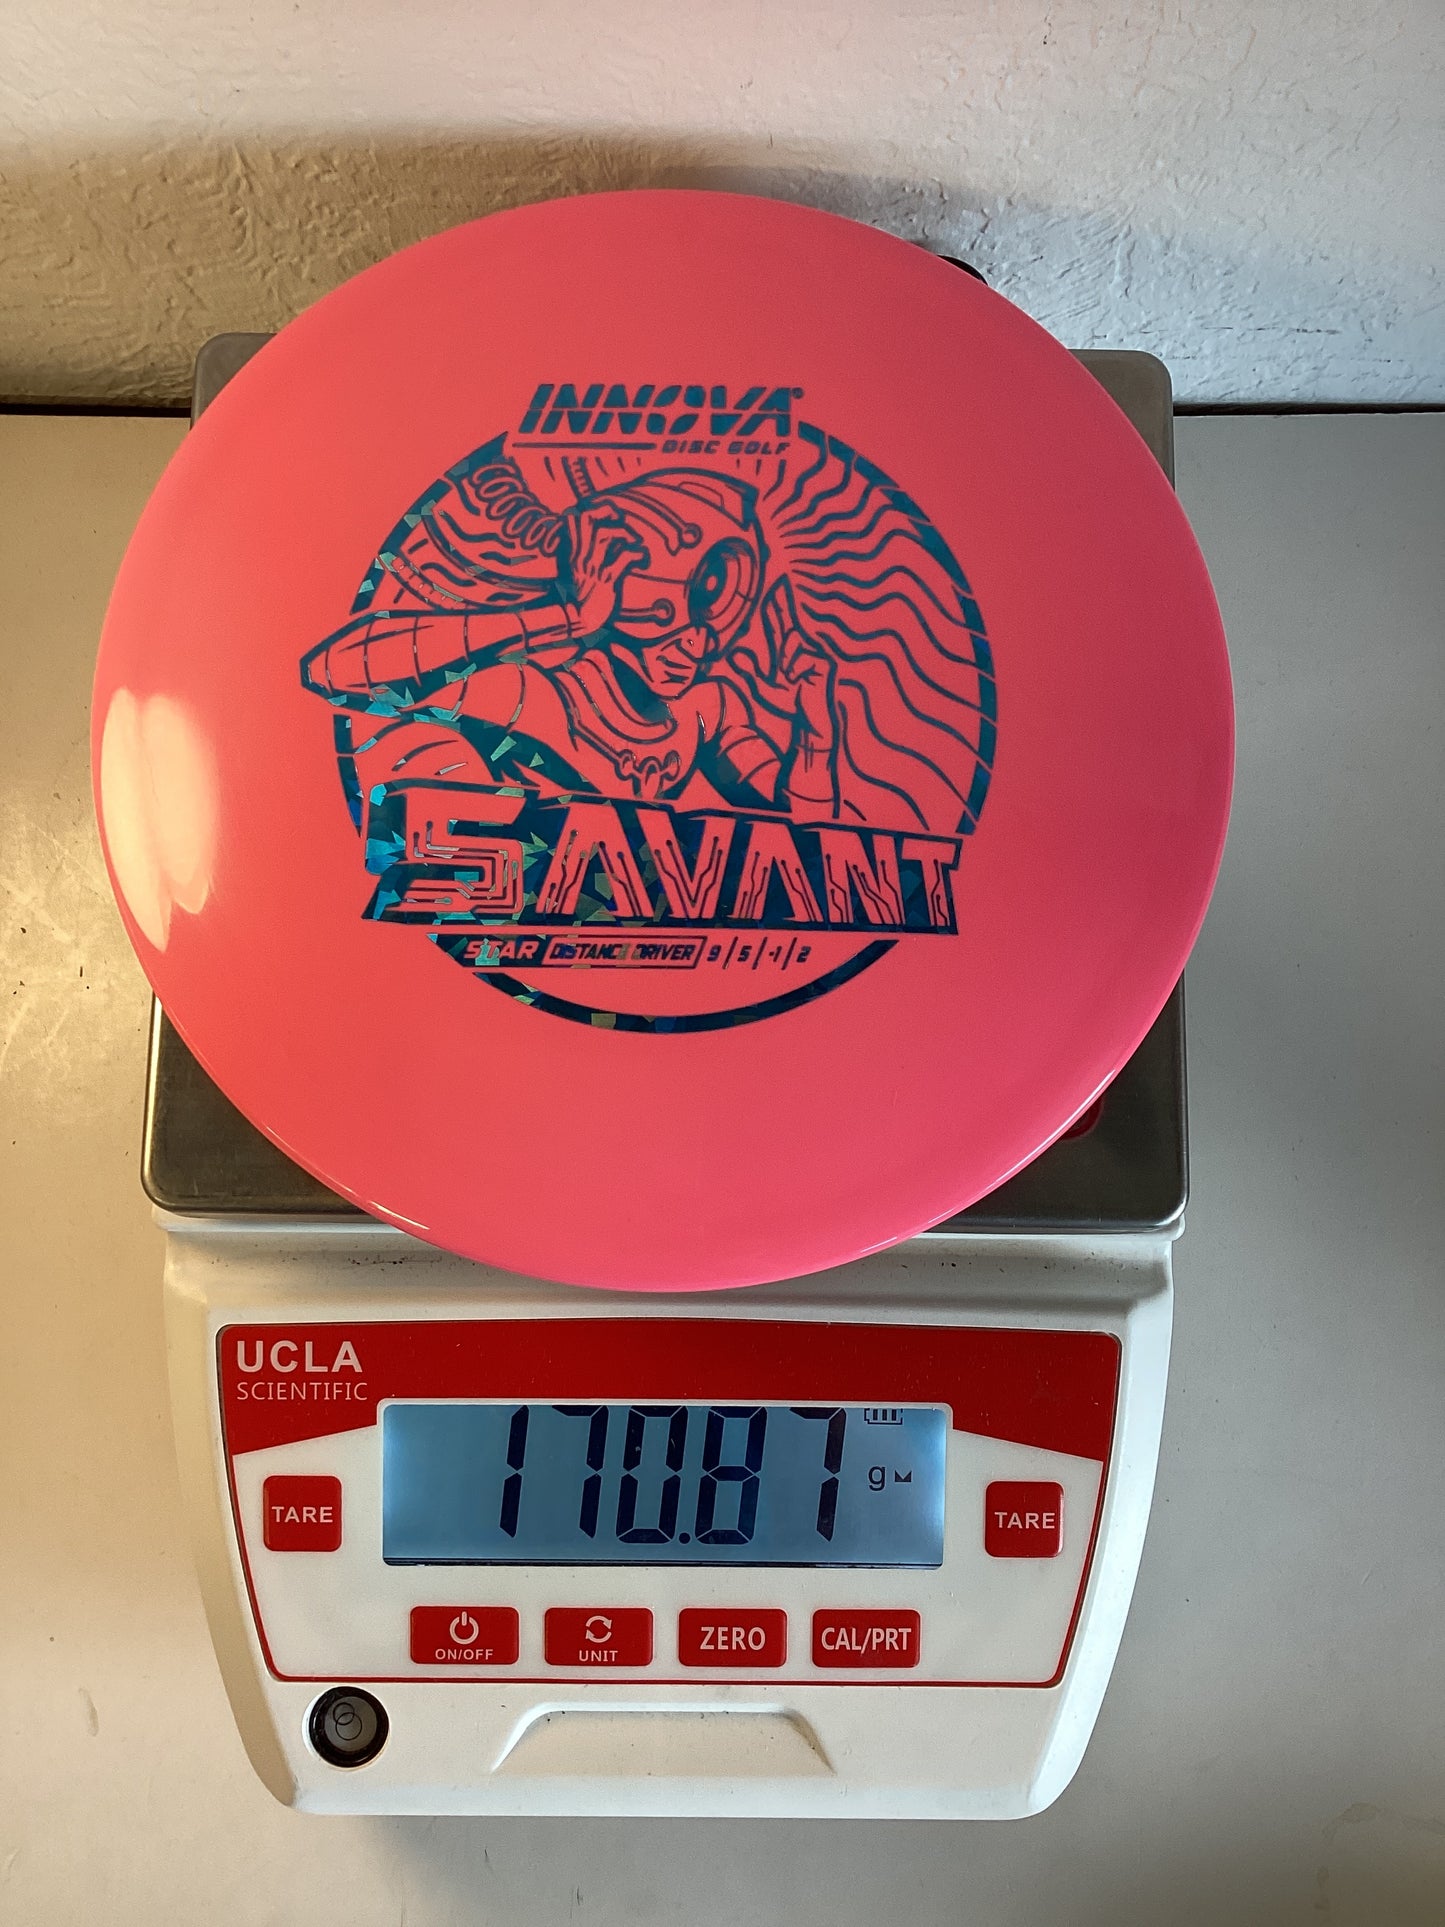 INNOVA®
DISC GOLF
SAVANT
STAR DISTANCE DRIVER 9 / 5 / -1 / 2
UCLA
SCIENTIFIC
170.87 g
TARE
TARE
ON/OFF
UNIT
ZERO
CAL/PRT